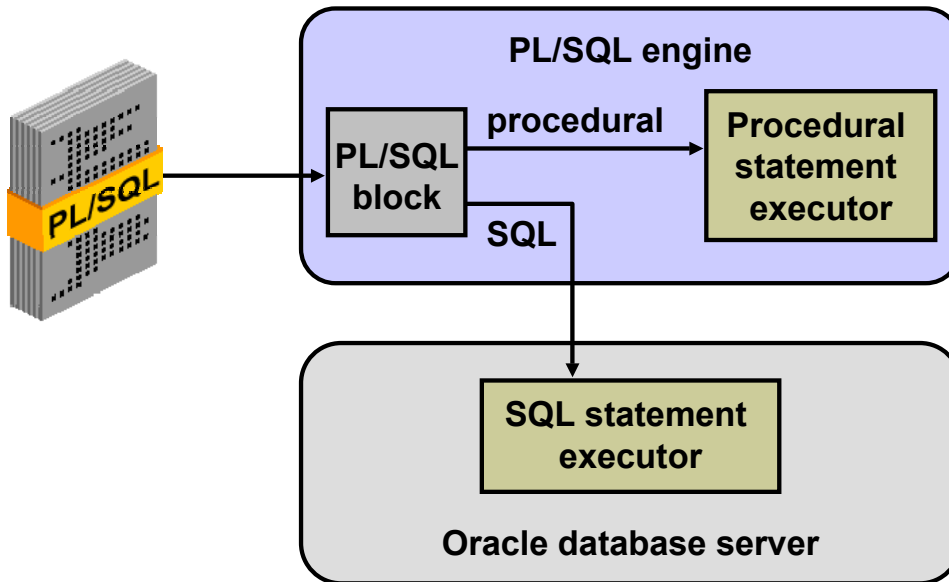 PL/SQL engine
PL/SQL
procedural
PL/SQL
block
Procedural
statement
executor
SQL
SQL statement
executor
Oracle database server